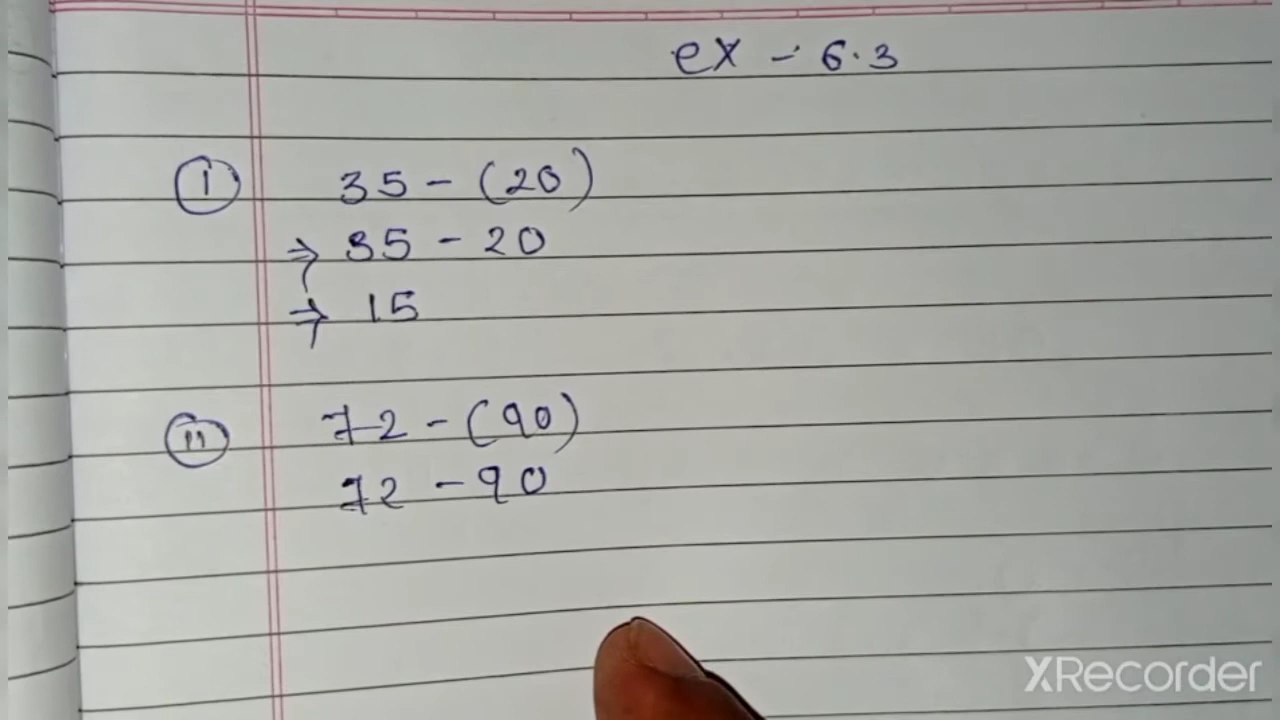 ex - 6.3
(i) 35 - (20)
⇒ 35 - 20
⇒ 15
(ii) 72 - (90)
72 - 90
XRecorder